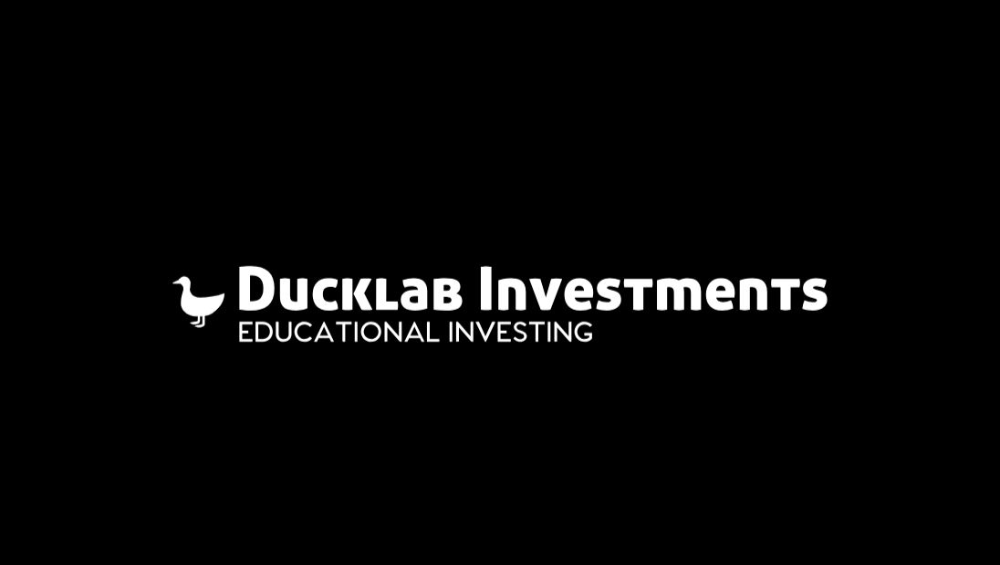 Ducklab Investments
EDUCATIONAL INVESTING